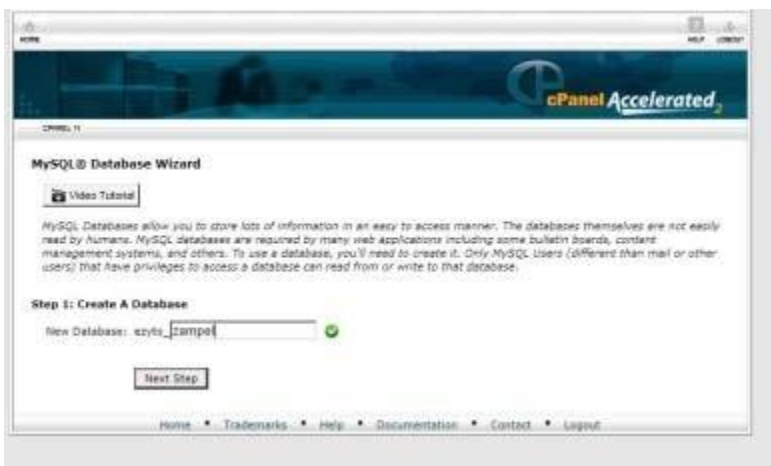 HOME
HELP LOGOUT
cPanel Accelerated2
CPANEL 11
MySQL® Database Wizard
Video Tutorial
MySQL Databases allow you to store lots of information in an easy to access manner. The databases themselves are not easily
read by humans. MySQL databases are required by many web applications including some bulletin boards, content
management systems, and others. To use a database, you'll need to create it. Only MySQL Users (different than mail or other
users) that have privileges to access a database can read from or write to that database.
Step 1: Create A Database
New Database: ezyts_zampel
Next Step
Home • Trademarks • Help • Documentation • Contact • Logout